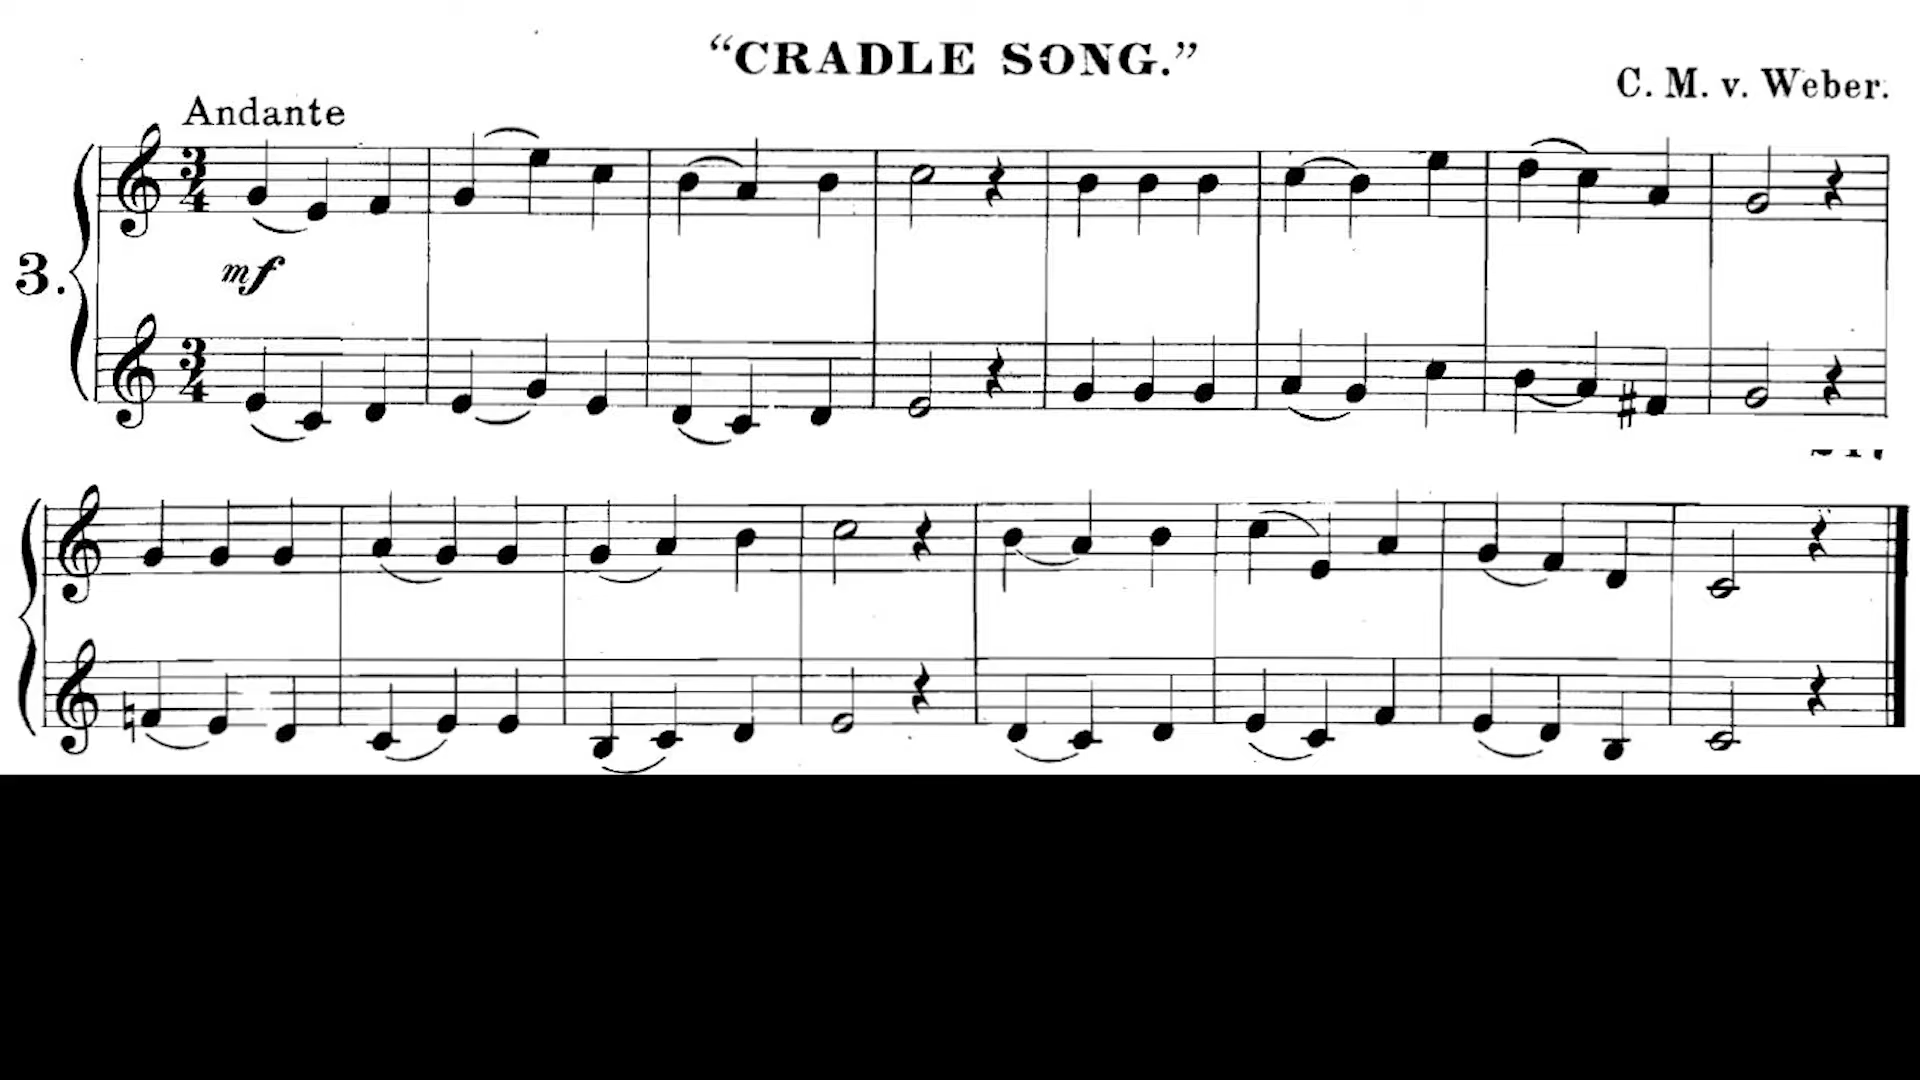 “CRADLE SONG.”
C. M. v. Weber.
Andante
3.
mf